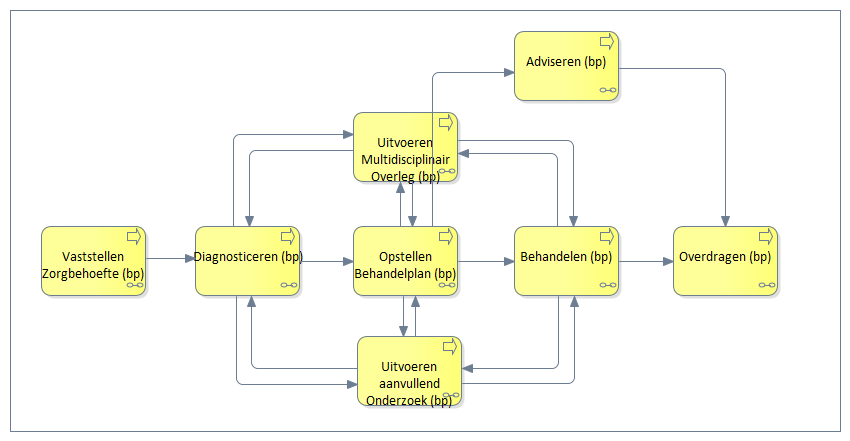 Adviseren (bp)
Uitvoeren
Multidisciplinair
Overleg (bp)
Vaststellen
Zorgbehoefte (bp)
Diagnosticeren (bp)
Opstellen
Behandelplan (bp)
Behandelen (bp)
Overdragen (bp)
Uitvoeren
aanvullend
Onderzoek (bp)